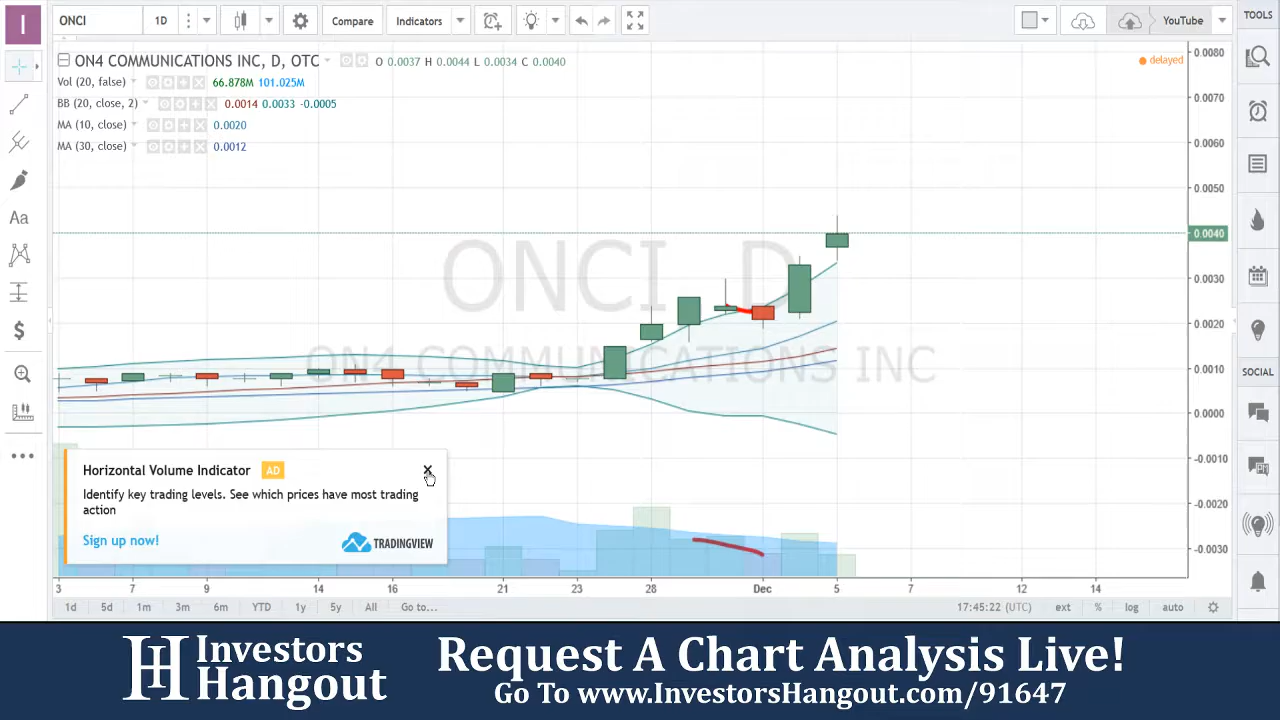 I
ONCI
1D
Compare
Indicators
YouTube
TOOLS
ON4 COMMUNICATIONS INC, D, OTC
O 0.0037 H 0.0044 L 0.0034 C 0.0040
delayed
Vol (20, false) 66.878M 101.025M
BB (20, close, 2) 0.0014 0.0033 -0.0005
MA (10, close) 0.0020
MA (30, close) 0.0012
ONCI, D
ON4 COMMUNICATIONS INC
0.0080
0.0070
0.0060
0.0050
0.0040
0.0030
0.0020
0.0010
0.0000
-0.0010
-0.0020
-0.0030
Aa
$
SOCIAL
Horizontal Volume Indicator AD
Identify key trading levels. See which prices have most trading
action
Sign up now!
TRADINGVIEW
3 7 9 14 16 21 23 28 Dec 5 7 12 14
1d 5d 1m 3m 6m YTD 1y 5y All Go to... 17:45:22 (UTC) ext % log auto
Investors
Hangout
Request A Chart Analysis Live!
Go To www.InvestorsHangout.com/91647